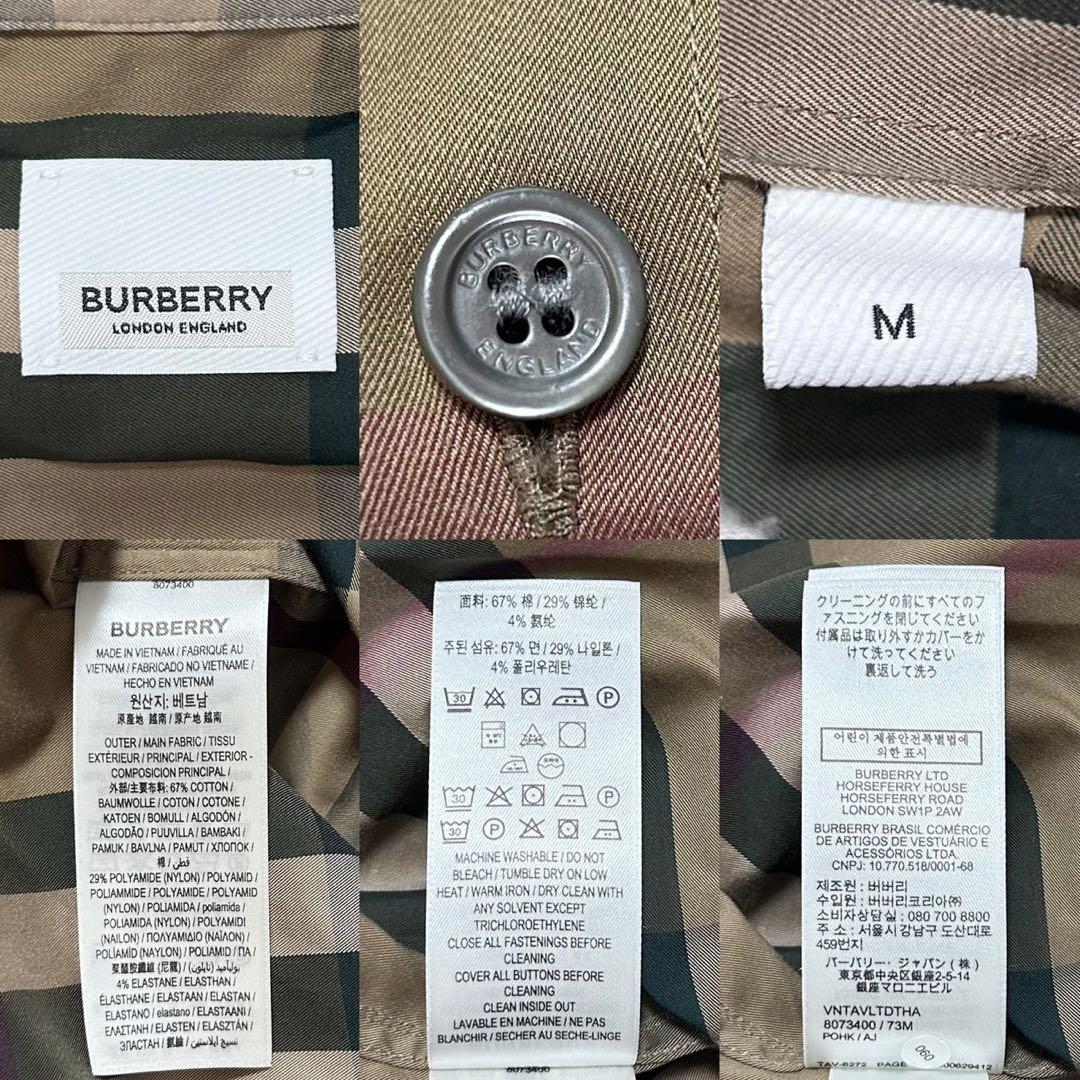 BURBERRY
LONDON ENGLAND
BURBERRY
ENGLAND
M
8073400
BURBERRY
MADE IN VIETNAM / FABRIQUÉ AU
VIETNAM / FABRICADO NO VIETNAME /
HECHO EN VIETNAM
원산지: 베트남
原產地 越南 / 原产地 越南
OUTER / MAIN FABRIC / TISSU
EXTÉRIEUR / PRINCIPAL / EXTERIOR -
COMPOSICION PRINCIPAL /
外部/主要布料: 67% COTTON /
BAUMWOLLE / COTON / COTONE /
KATOEN / BOMULL / ALGODÓN /
ALGODÃO / PUUVILLA / BAMBAKI /
PAMUK / BAVLNA / PAMUT / ХЛОПОК /
棉 / قطن
29% POLYAMIDE (NYLON) / POLYAMID /
POLIAMMIDE / POLYAMIDE / POLYAMID
(NYLON) / POLIAMIDA / poliamida /
POLIAMIDA (NYLON) / POLYAMIDI
(NAILON) / ΠΟΛΥΑΜΙΔΙΟ (ΝΑΪΛΟΝ) /
POLİAMİD (NAYLON) / POLIAMID / ПА /
聚醯胺纖維 (尼龍) / بولياميد (نايلون)
4% ELASTANE / ELASTHAN /
ÉLASTHANE / ELASTAAN / ELASTAN /
ELASTANO / elastano / ELASTAANI /
ΕΛΑΣΤΑΝΗ / ELASTEN / ELASZTÁN /
ЭЛАСТАН / 氨綸 / نسيج إيلاستين
面料: 67% 棉 / 29% 锦纶 /
4% 氨纶
주된 섬유: 67% 면 / 29% 나일론 /
4% 폴리우레탄
30 P
30 P
30 P
MACHINE WASHABLE / DO NOT
BLEACH / TUMBLE DRY ON LOW
HEAT / WARM IRON / DRY CLEAN WITH
ANY SOLVENT EXCEPT
TRICHLOROETHYLENE
CLOSE ALL FASTENINGS BEFORE
CLEANING
COVER ALL BUTTONS BEFORE
CLEANING
CLEAN INSIDE OUT
LAVABLE EN MACHINE / NE PAS
BLANCHIR / SECHER AU SECHE-LINGE
8073400
クリーニングの前にすべてのフ
ァスニングを閉じてください
付属品は取り外すかカバーをか
けて洗ってください
裏返して洗う
어린이 제품안전특별법에
의한 표시
BURBERRY LTD
HORSEFERRY HOUSE
HORSEFERRY ROAD
LONDON SW1P 2AW
BURBERRY BRASIL COMÉRCIO
DE ARTIGOS DE VESTUÁRIO E
ACESSÓRIOS LTDA.
CNPJ: 10.770.518/0001-68
제조원 : 버버리
수입원 : 버버리코리아㈜
소비자상담실 : 080 700 8800
주 소 : 서울시 강남구 도산대로
459번지
バーバリー・ジャパン (株)
東京都中央区銀座2-5-14
銀座マロニエビル
VNTAVLTDTHA
8073400 / 73M
POHK / AJ
060
TAV-6272 PAGE 00629412